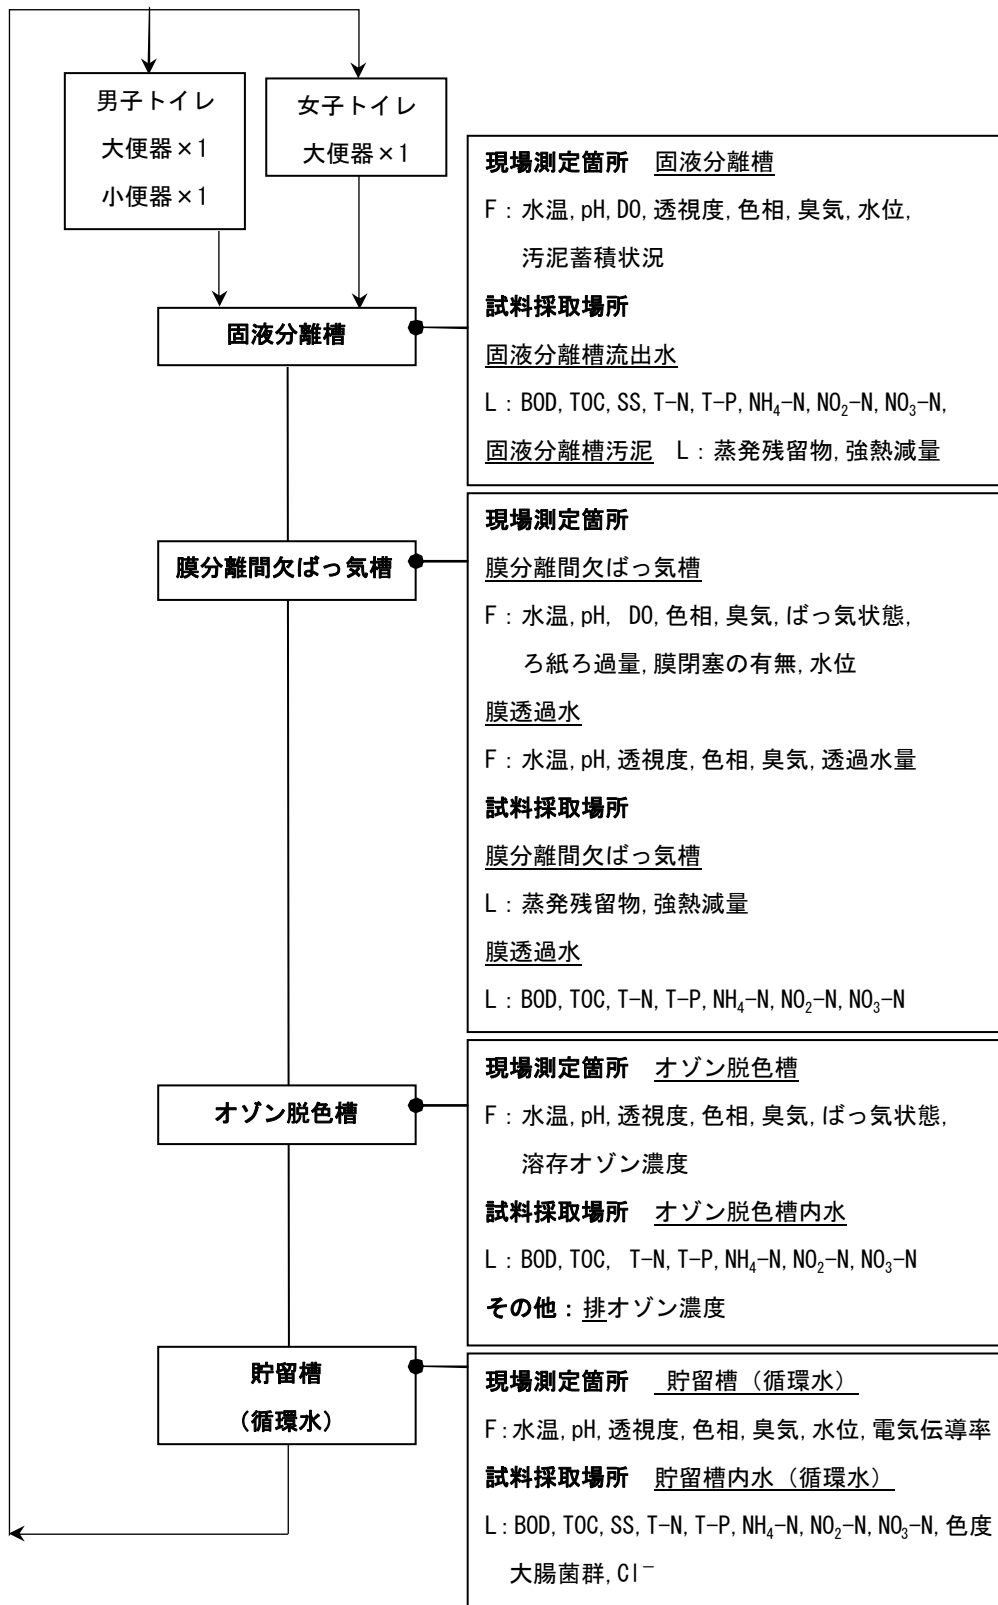 男子トイレ
大便器×1
小便器×1
女子トイレ
大便器×1
固液分離槽
現場測定箇所　固液分離槽
F：水温,pH,DO,透視度,色相,臭気,水位,
汚泥蓄積状況
試料採取場所
固液分離槽流出水
L：BOD,TOC,SS,T-N,T-P,NH₄-N,NO₂-N,NO₃-N,
固液分離槽汚泥　L：蒸発残留物,強熱減量
膜分離間欠ばっ気槽
現場測定箇所
膜分離間欠ばっ気槽
F：水温,pH, DO,色相,臭気,ばっ気状態,
ろ紙ろ過量,膜閉塞の有無,水位
膜透過水
F：水温,pH,透視度,色相,臭気,透過水量
試料採取場所
膜分離間欠ばっ気槽
L：蒸発残留物,強熱減量
膜透過水
L：BOD,TOC,T-N,T-P,NH₄-N,NO₂-N,NO₃-N
オゾン脱色槽
現場測定箇所　オゾン脱色槽
F：水温,pH,透視度,色相,臭気,ばっ気状態,
溶存オゾン濃度
試料採取場所　オゾン脱色槽内水
L：BOD,TOC, T-N,T-P,NH₄-N,NO₂-N,NO₃-N
その他：排オゾン濃度
貯留槽
（循環水）
現場測定箇所　貯留槽（循環水）
F：水温,pH,透視度,色相,臭気,水位,電気伝導率
試料採取場所　貯留槽内水（循環水）
L：BOD,TOC,SS,T-N,T-P,NH₄-N,NO₂-N,NO₃-N,色度
大腸菌群,Cl⁻